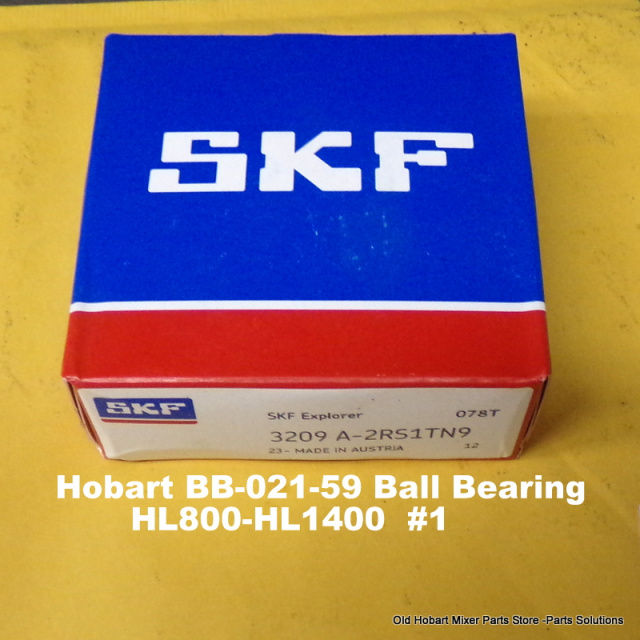 SKF
SKF
SKF Explorer 078T
3209 A-2RS1TN9
23- MADE IN AUSTRIA 12
Hobart BB-021-59 Ball Bearing
HL800-HL1400 #1
Old Hobart Mixer Parts Store -Parts Solutions